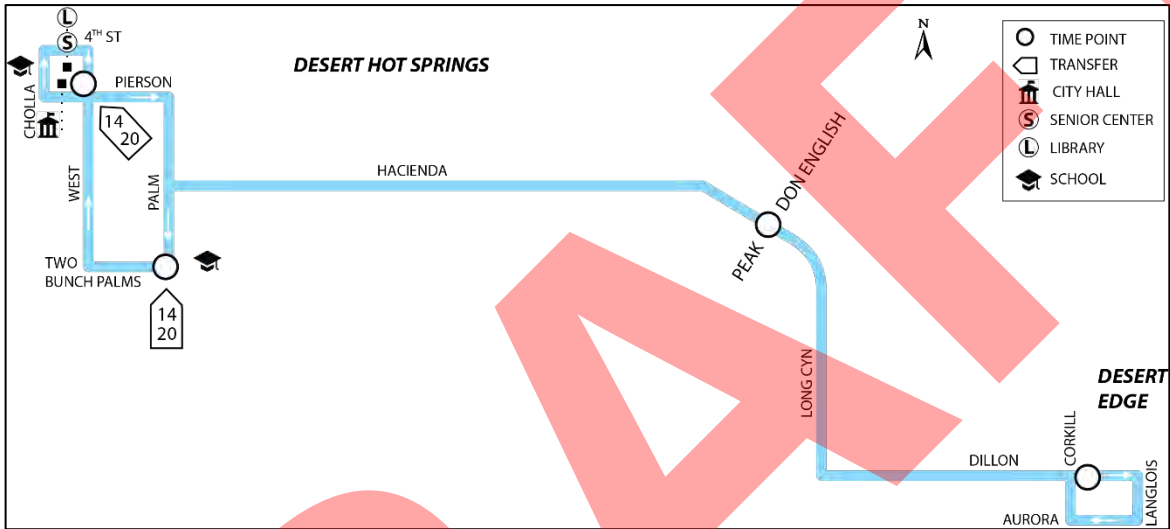 L
S
4TH ST
PIERSON
CHOLLA
14
20
WEST
PALM
TWO
BUNCH PALMS
14
20
DESERT HOT SPRINGS
HACIENDA
PEAK
DON ENGLISH
LONG CYN
DILLON
CORKILL
LANGLOIS
AURORA
DESERT
EDGE
N
TIME POINT
TRANSFER
CITY HALL
S SENIOR CENTER
L LIBRARY
SCHOOL